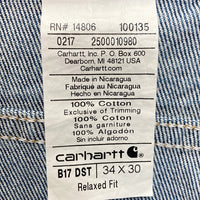 RN# 14806 100135
0217 2500010980
Carhartt, Inc. P.O. Box 600
Dearborn, MI 48121 USA
Carhartt.com
Made in Nicaragua
Fabriqué au Nicaragua
Hecho en Nicaragua
100% Cotton
Exclusive of Trimming
100% Coton
Sans Garniture
100% Algodón
Sin incluir adornos
carhartt
B17 DST 34 X 30
Relaxed Fit